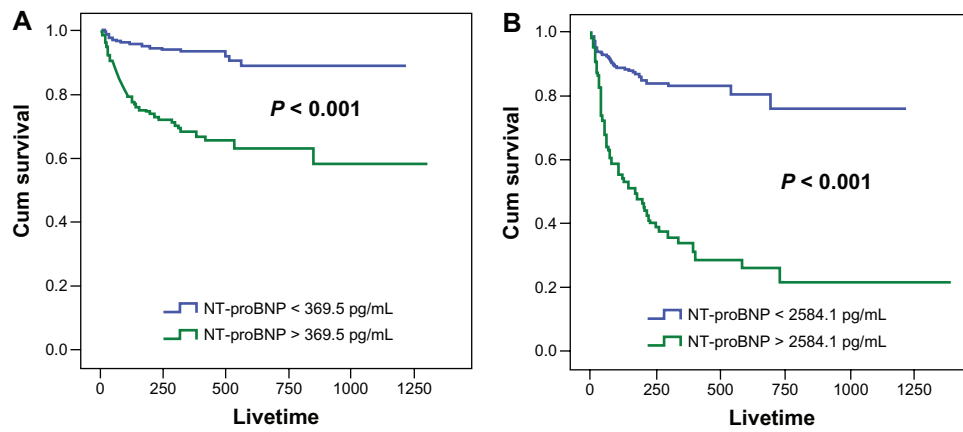 A
Cum survival
1.0
0.8
0.6
0.4
0.2
0.0
P < 0.001
NT-proBNP < 369.5 pg/mL
NT-proBNP > 369.5 pg/mL
0 250 500 750 1000 1250
Livetime
B
Cum survival
1.0
0.8
0.6
0.4
0.2
0.0
P < 0.001
NT-proBNP < 2584.1 pg/mL
NT-proBNP > 2584.1 pg/mL
0 250 500 750 1000 1250
Livetime